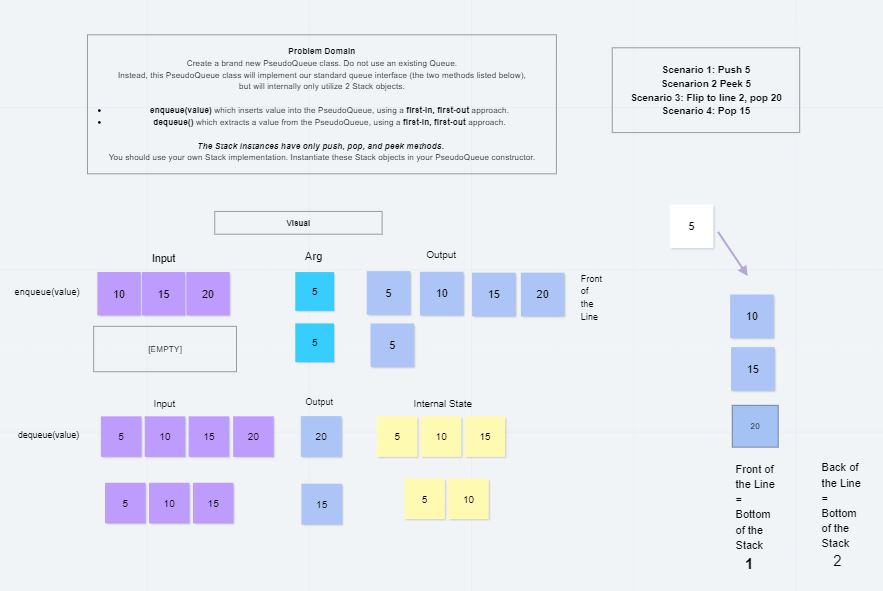 Problem Domain
Create a brand new PseudoQueue class. Do not use an existing Queue.
Instead, this PseudoQueue class will implement our standard queue interface (the two methods listed below),
but will internally only utilize 2 Stack objects.
• enqueue(value) which inserts value into the PseudoQueue, using a first-in, first-out approach.
• dequeue() which extracts a value from the PseudoQueue, using a first-in, first-out approach.
The Stack instances have only push, pop, and peek methods.
You should use your own Stack implementation. Instantiate these Stack objects in your PseudoQueue constructor.
Scenario 1: Push 5
Scenarion 2 Peek 5
Scenario 3: Flip to line 2, pop 20
Scenario 4: Pop 15
Visual
Input Arg Output
enqueue(value) 10 15 20 5 5 10 15 20
Front
of
the
Line
[EMPTY] 5 5
Input Output Internal State
dequeue(value) 5 10 15 20 20 5 10 15
5 10 15 15 5 10
5
10
15
20
Front of
the Line
=
Bottom
of the
Stack
1
Back of
the Line
=
Bottom
of the
Stack
2